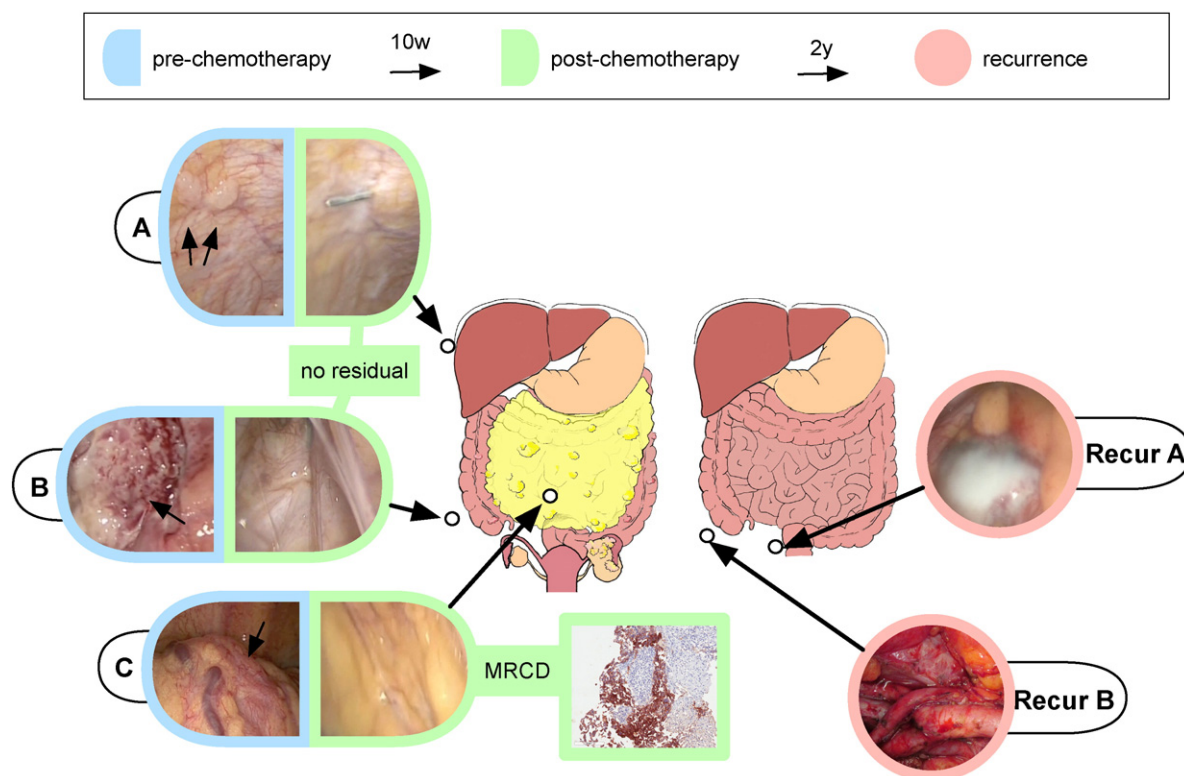 pre-chemotherapy
10w
post-chemotherapy
2y
recurrence
A
no residual
B
Recur A
C
MRCD
Recur B